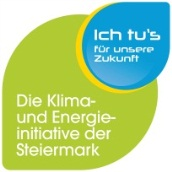 Ich tu's
für unsere
Zukunft
Die Klima-
und Energie-
initiative der
Steiermark